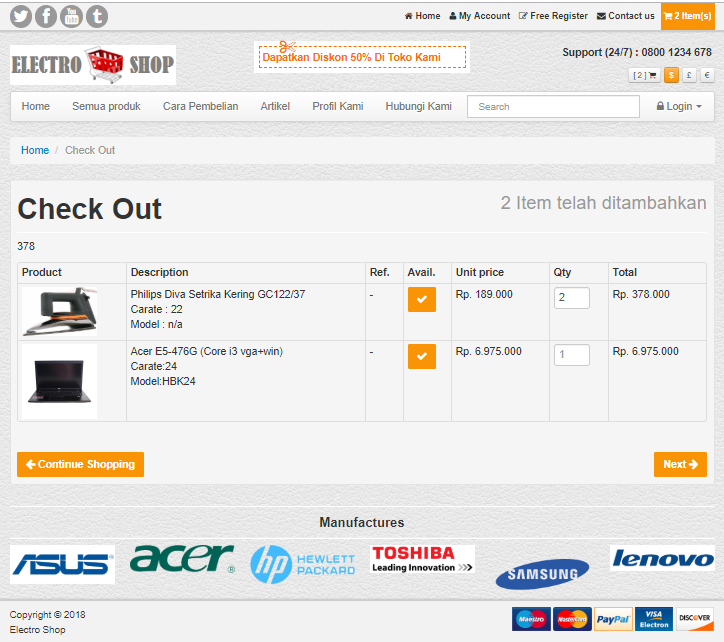 Home My Account Free Register Contact us 2 Item(s)
ELECTRO SHOP
Dapatkan Diskon 50% Di Toko Kami
Support (24/7) : 0800 1234 678
[ 2 ] $ £ €
Home Semua produk Cara Pembelian Artikel Profil Kami Hubungi Kami Search Login
Home / Check Out
Check Out
2 Item telah ditambahkan
378
Product Description Ref. Avail. Unit price Qty Total
Philips Diva Setrika Kering GC122/37 - Rp. 189.000 2 Rp. 378.000
Carate : 22
Model : n/a
Acer E5-476G (Core i3 vga+win) - Rp. 6.975.000 1 Rp. 6.975.000
Carate:24
Model:HBK24
Continue Shopping
Next
Manufactures
ASUS
acer
hp HEWLETT
PACKARD
TOSHIBA
Leading Innovation >>>
SAMSUNG
lenovo
Copyright © 2018
Electro Shop
Maestro MasterCard PayPal VISA Electron DISCOVER